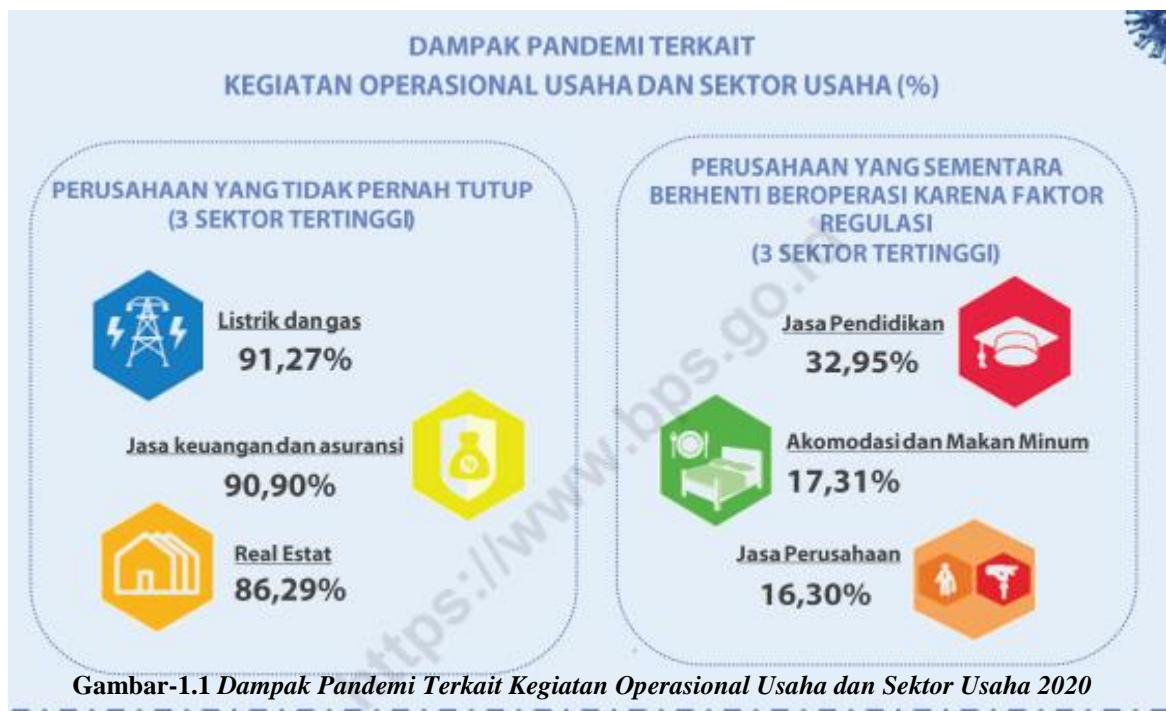 DAMPAK PANDEMI TERKAIT
KEGIATAN OPERASIONAL USAHA DAN SEKTOR USAHA (%)
PERUSAHAAN YANG TIDAK PERNAH TUTUP
(3 SEKTOR TERTINGGI)
Listrik dan gas
91,27%
Jasa keuangan dan asuransi
90,90%
Real Estat
86,29%
PERUSAHAAN YANG SEMENTARA
BERHENTI BEROPERASI KARENA FAKTOR
REGULASI
(3 SEKTOR TERTINGGI)
Jasa Pendidikan
32,95%
Akomodasi dan Makan Minum
17,31%
Jasa Perusahaan
16,30%
https://www.bps.go.id
Gambar-1.1 Dampak Pandemi Terkait Kegiatan Operasional Usaha dan Sektor Usaha 2020